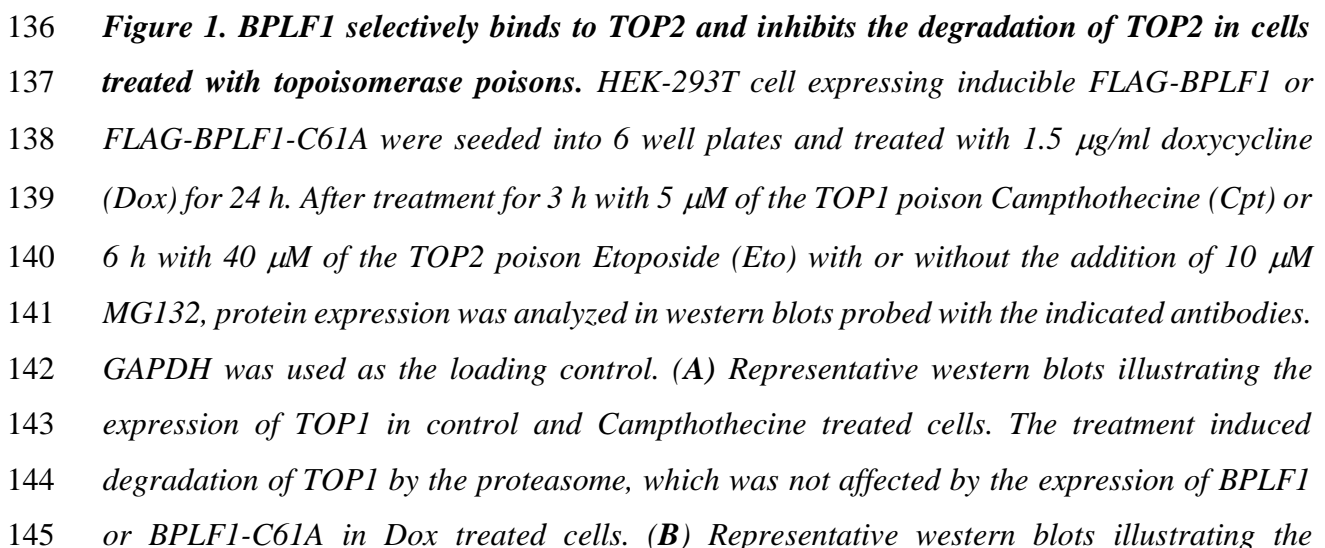 136 Figure 1. BPLF1 selectively binds to TOP2 and inhibits the degradation of TOP2 in cells
137 treated with topoisomerase poisons. HEK-293T cell expressing inducible FLAG-BPLF1 or
138 FLAG-BPLF1-C61A were seeded into 6 well plates and treated with 1.5 μg/ml doxycycline
139 (Dox) for 24 h. After treatment for 3 h with 5 μM of the TOP1 poison Campthothecine (Cpt) or
140 6 h with 40 μM of the TOP2 poison Etoposide (Eto) with or without the addition of 10 μM
141 MG132, protein expression was analyzed in western blots probed with the indicated antibodies.
142 GAPDH was used as the loading control. (A) Representative western blots illustrating the
143 expression of TOP1 in control and Campthothecine treated cells. The treatment induced
144 degradation of TOP1 by the proteasome, which was not affected by the expression of BPLF1
145 or BPLF1-C61A in Dox treated cells. (B) Representative western blots illustrating the